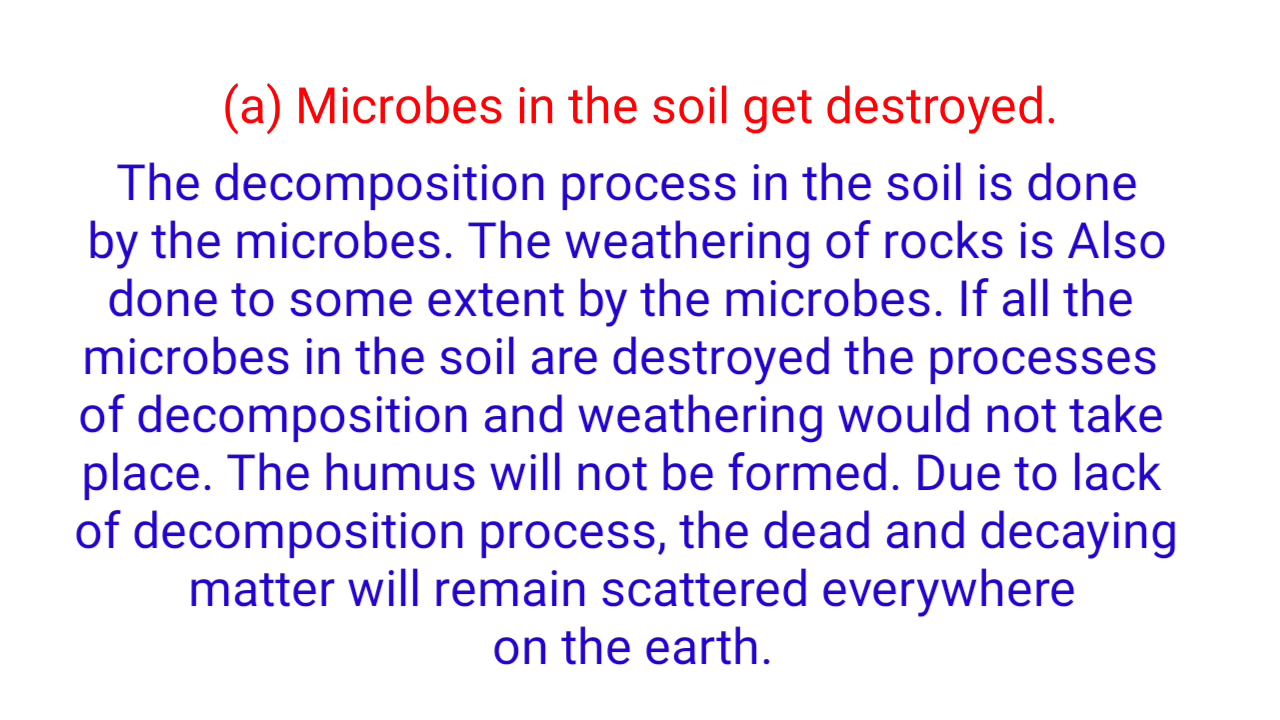 (a) Microbes in the soil get destroyed.
The decomposition process in the soil is done
by the microbes. The weathering of rocks is Also
done to some extent by the microbes. If all the
microbes in the soil are destroyed the processes
of decomposition and weathering would not take
place. The humus will not be formed. Due to lack
of decomposition process, the dead and decaying
matter will remain scattered everywhere
on the earth.